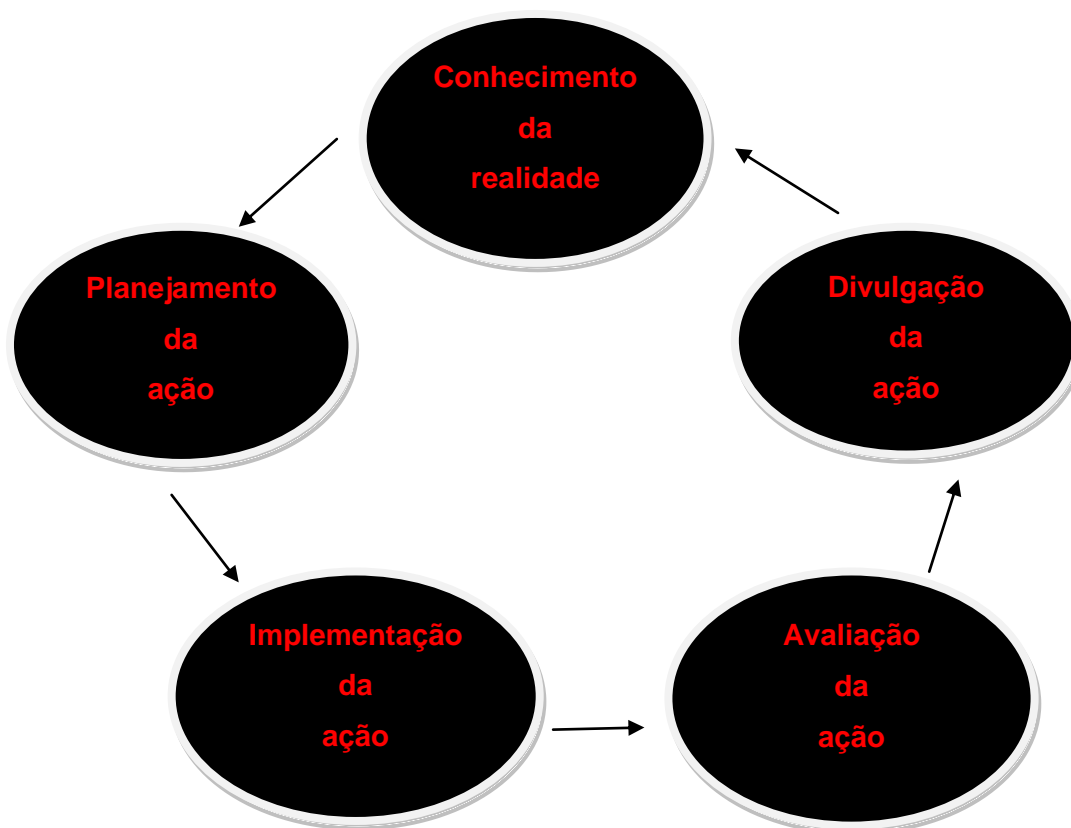 Conhecimento
da
realidade
Planejamento
da
ação
Divulgação
da
ação
Implementação
da
ação
Avaliação
da
ação